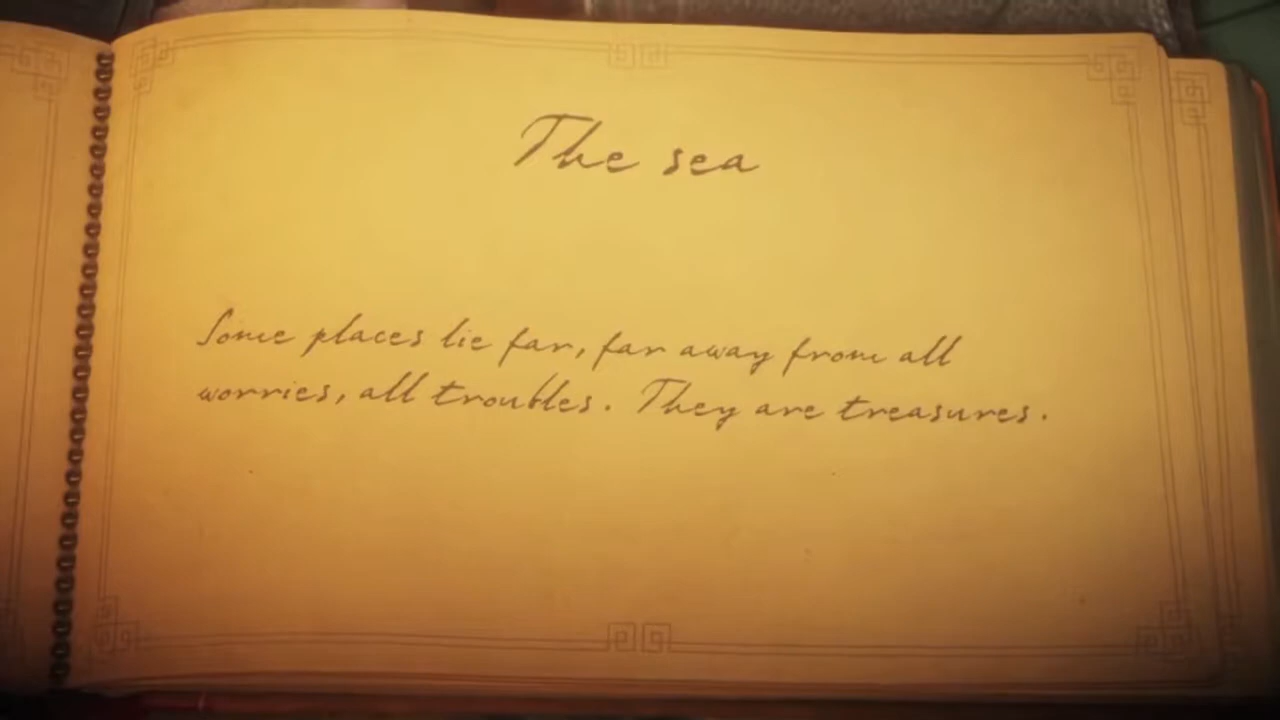 The sea
Some places lie far, far away from all
worries, all troubles. They are treasures.